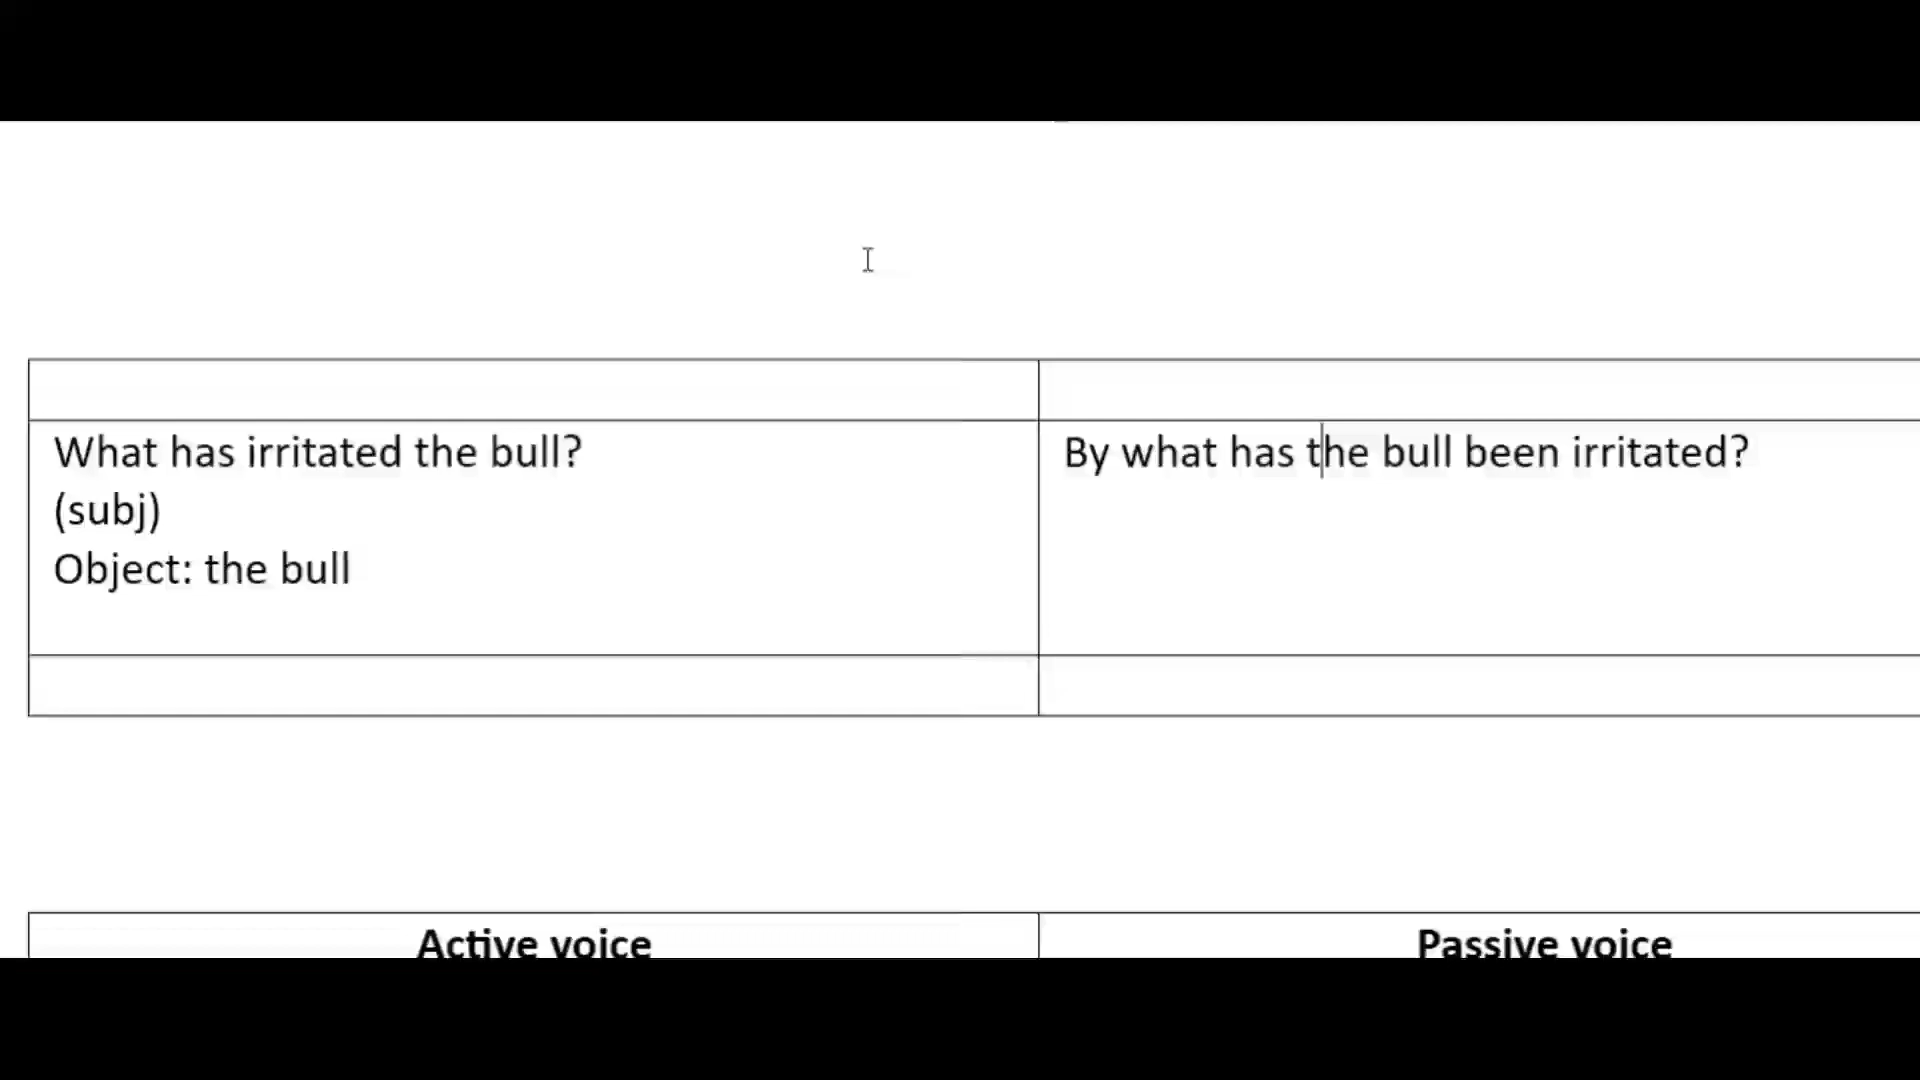 What has irritated the bull?
(subj)
Object: the bull
By what has the bull been irritated?
Active voice
Passive voice